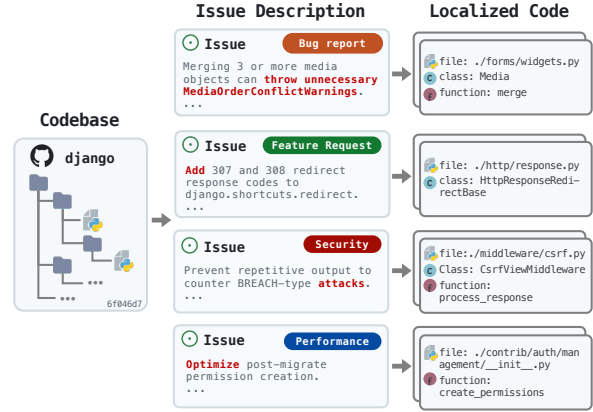 Issue Description
Localized Code
Codebase
django
6f046d7
Issue
Bug report
Merging 3 or more media
objects can throw unnecessary
MediaOrderConflictWarnings.
...
file: ./forms/widgets.py
C class: Media
F function: merge
Issue
Feature Request
Add 307 and 308 redirect
response codes to
django.shortcuts.redirect.
...
file: ./http/response.py
C class: HttpResponseRedi-
rectBase
Issue
Security
Prevent repetitive output to
counter BREACH-type attacks.
...
file:./middleware/csrf.py
C Class: CsrfViewMiddleware
F function:
process_response
Issue
Performance
Optimize post-migrate
permission creation.
...
file: ./contrib/auth/man
agement/__init__.py
F function:
create_permissions